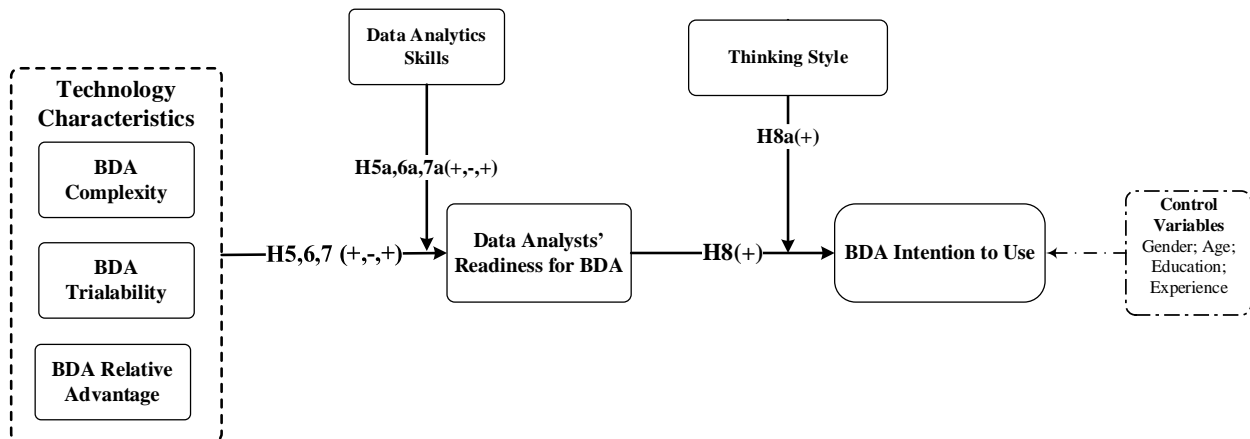 Data Analytics
Skills
Thinking Style
Technology
Characteristics
BDA
Complexity
BDA
Trialability
BDA Relative
Advantage
H5a,6a,7a(+,-,+)
H8a(+)
H5,6,7 (+,-,+)
Data Analysts’
Readiness for BDA
H8(+)
BDA Intention to Use
Control
Variables
Gender; Age;
Education;
Experience